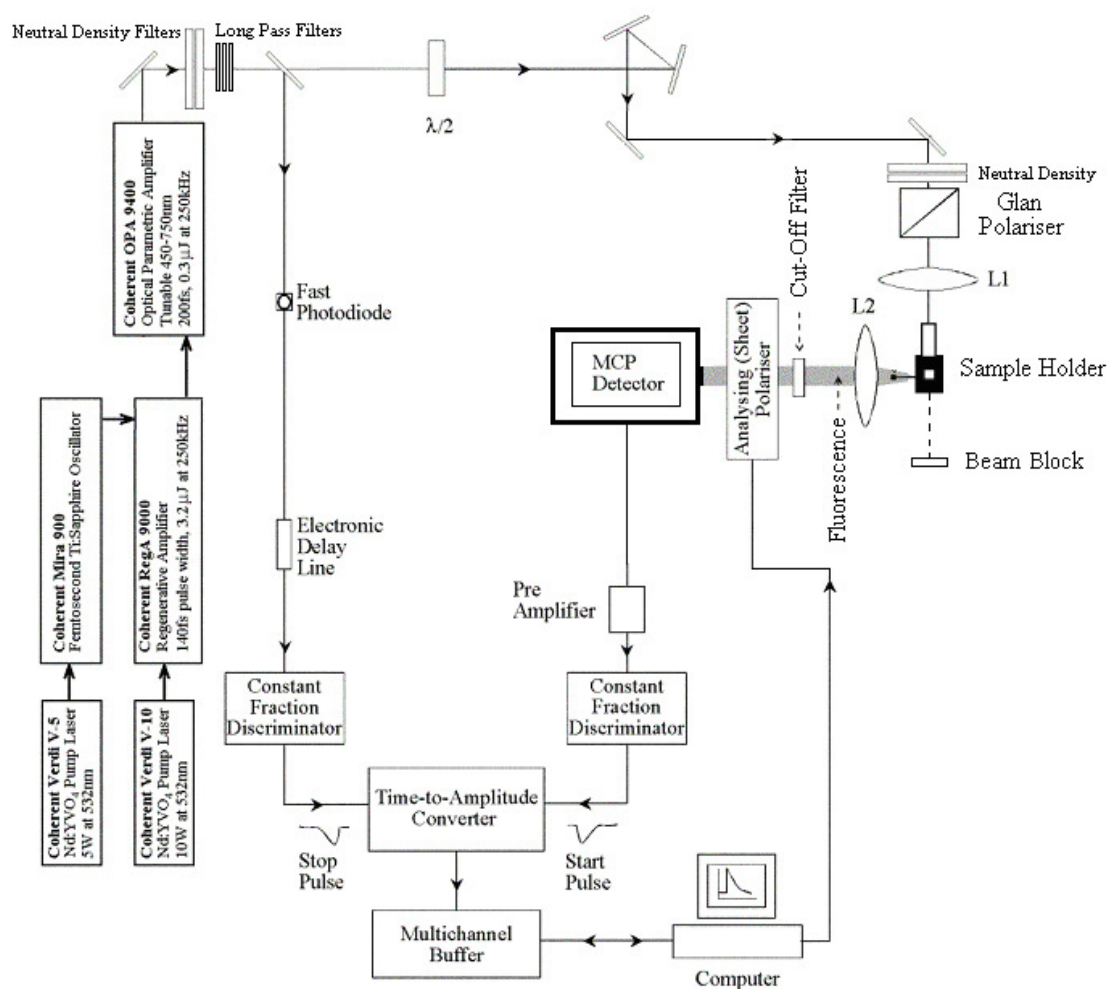 Neutral Density Filters
Long Pass Filters
λ/2
Neutral Density
Glan
Polariser
L1
Cut-Off Filter
L2
Sample Holder
Beam Block
Fluorescence
Analysing (Sheet)
Polariser
MCP
Detector
Fast
Photodiode
Coherent OPA 9400
Optical Parametric Amplifier
Tunable 450-750nm
200fs, 0.3μJ at 250kHz
Coherent Mira 900
Femtosecond Ti:Sapphire Oscillator
Coherent RegA 9000
Regenerative Amplifier
140fs pulse width, 3.2μJ at 250kHz
Coherent Verdi V-5
Nd:YVO4 Pump Laser
5W at 532nm
Coherent Verdi V-10
Nd:YVO4 Pump Laser
10W at 532nm
Electronic
Delay
Line
Pre
Amplifier
Constant
Fraction
Discriminator
Constant
Fraction
Discriminator
Time-to-Amplitude
Converter
Stop
Pulse
Start
Pulse
Multichannel
Buffer
Computer